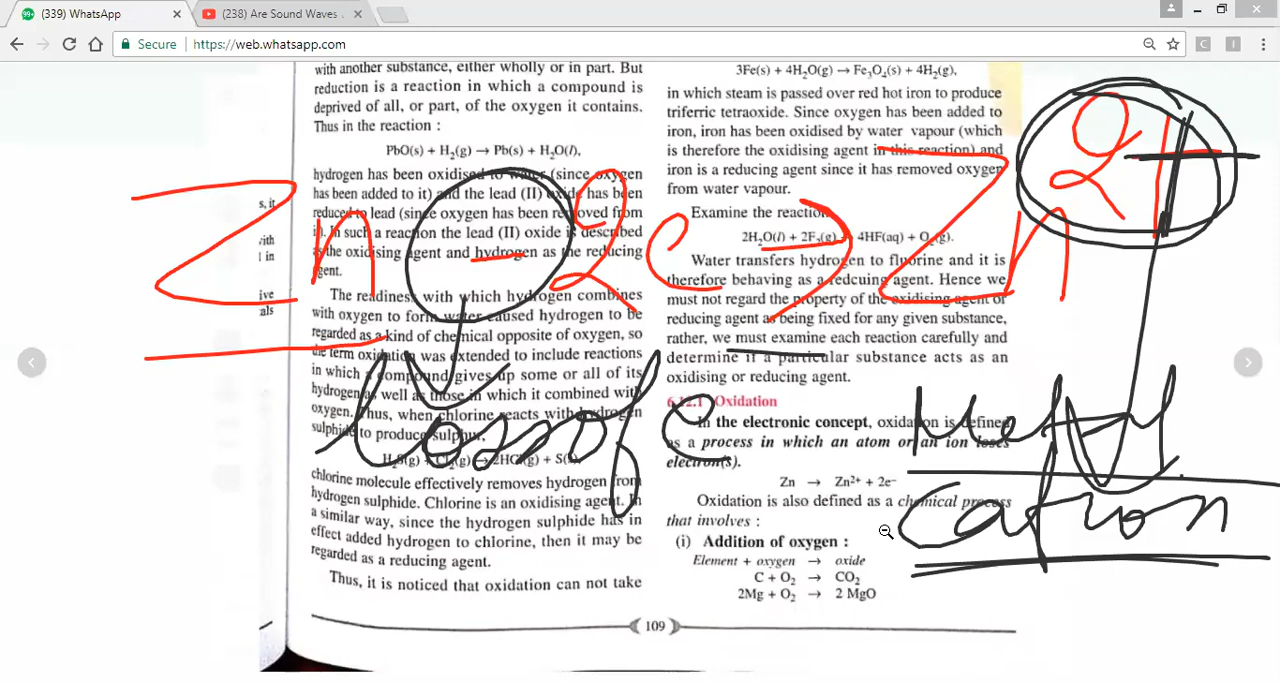 (339) WhatsApp
(238) Are Sound Waves
Secure https://web.whatsapp.com
s, it
with
l in
ive
als
with another substance, either wholly or in part. But
reduction is a reaction in which a compound is
deprived of all, or part, of the oxygen it contains.
Thus in the reaction :
PbO(s) + H₂(g) → Pb(s) + H₂O(l),
hydrogen has been oxidised to water (since oxygen
has been added to it) and the lead (II) oxide has been
reduced to lead (since oxygen has been removed from
it. In such a reaction the lead (II) oxide is described
as the oxidising agent and hydrogen as the reducing
agent.
The readiness with which hydrogen combines
with oxygen to form water caused hydrogen to be
regarded as a kind of chemical opposite of oxygen, so
the term oxidation was extended to include reactions
in which a compound gives up some or all of its
hydrogen as well as those in which it combined with
oxygen. Thus, when chlorine reacts with hydrogen
sulphide to produce sulphur,
H₂S(g) + Cl₂(g) → 2HCl(g) + S(s)
chlorine molecule effectively removes hydrogen from
hydrogen sulphide. Chlorine is an oxidising agent. In
a similar way, since the hydrogen sulphide has in
effect added hydrogen to chlorine, then it may be
regarded as a reducing agent.
Thus, it is noticed that oxidation can not take
3Fe(s) + 4H₂O(g) → Fe₃O₄(s) + 4H₂(g),
in which steam is passed over red hot iron to produce
triferric tetraoxide. Since oxygen has been added to
iron, iron has been oxidised by water vapour (which
is therefore the oxidising agent in this reaction) and
iron is a reducing agent since it has removed oxygen
from water vapour.
Examine the reaction
2H₂O(l) + 2F₂(g) → 4HF(aq) + O₂(g).
Water transfers hydrogen to fluorine and it is
therefore behaving as a redcuing agent. Hence we
must not regard the property of the oxidising agent or
reducing agent as being fixed for any given substance,
rather, we must examine each reaction carefully and
determine if a particular substance acts as an
oxidising or reducing agent.
6.12.1 Oxidation
In the electronic concept, oxidation is defined
as a process in which an atom or an ion loses
electron(s).
Zn → Zn²⁺ + 2e⁻
Oxidation is also defined as a chemical process
that involves :
(i) Addition of oxygen :
Element + oxygen → oxide
C + O₂ → CO₂
2Mg + O₂ → 2 MgO
109
Zn - 2e → Zn 2+
loss of e
Metal
Cation